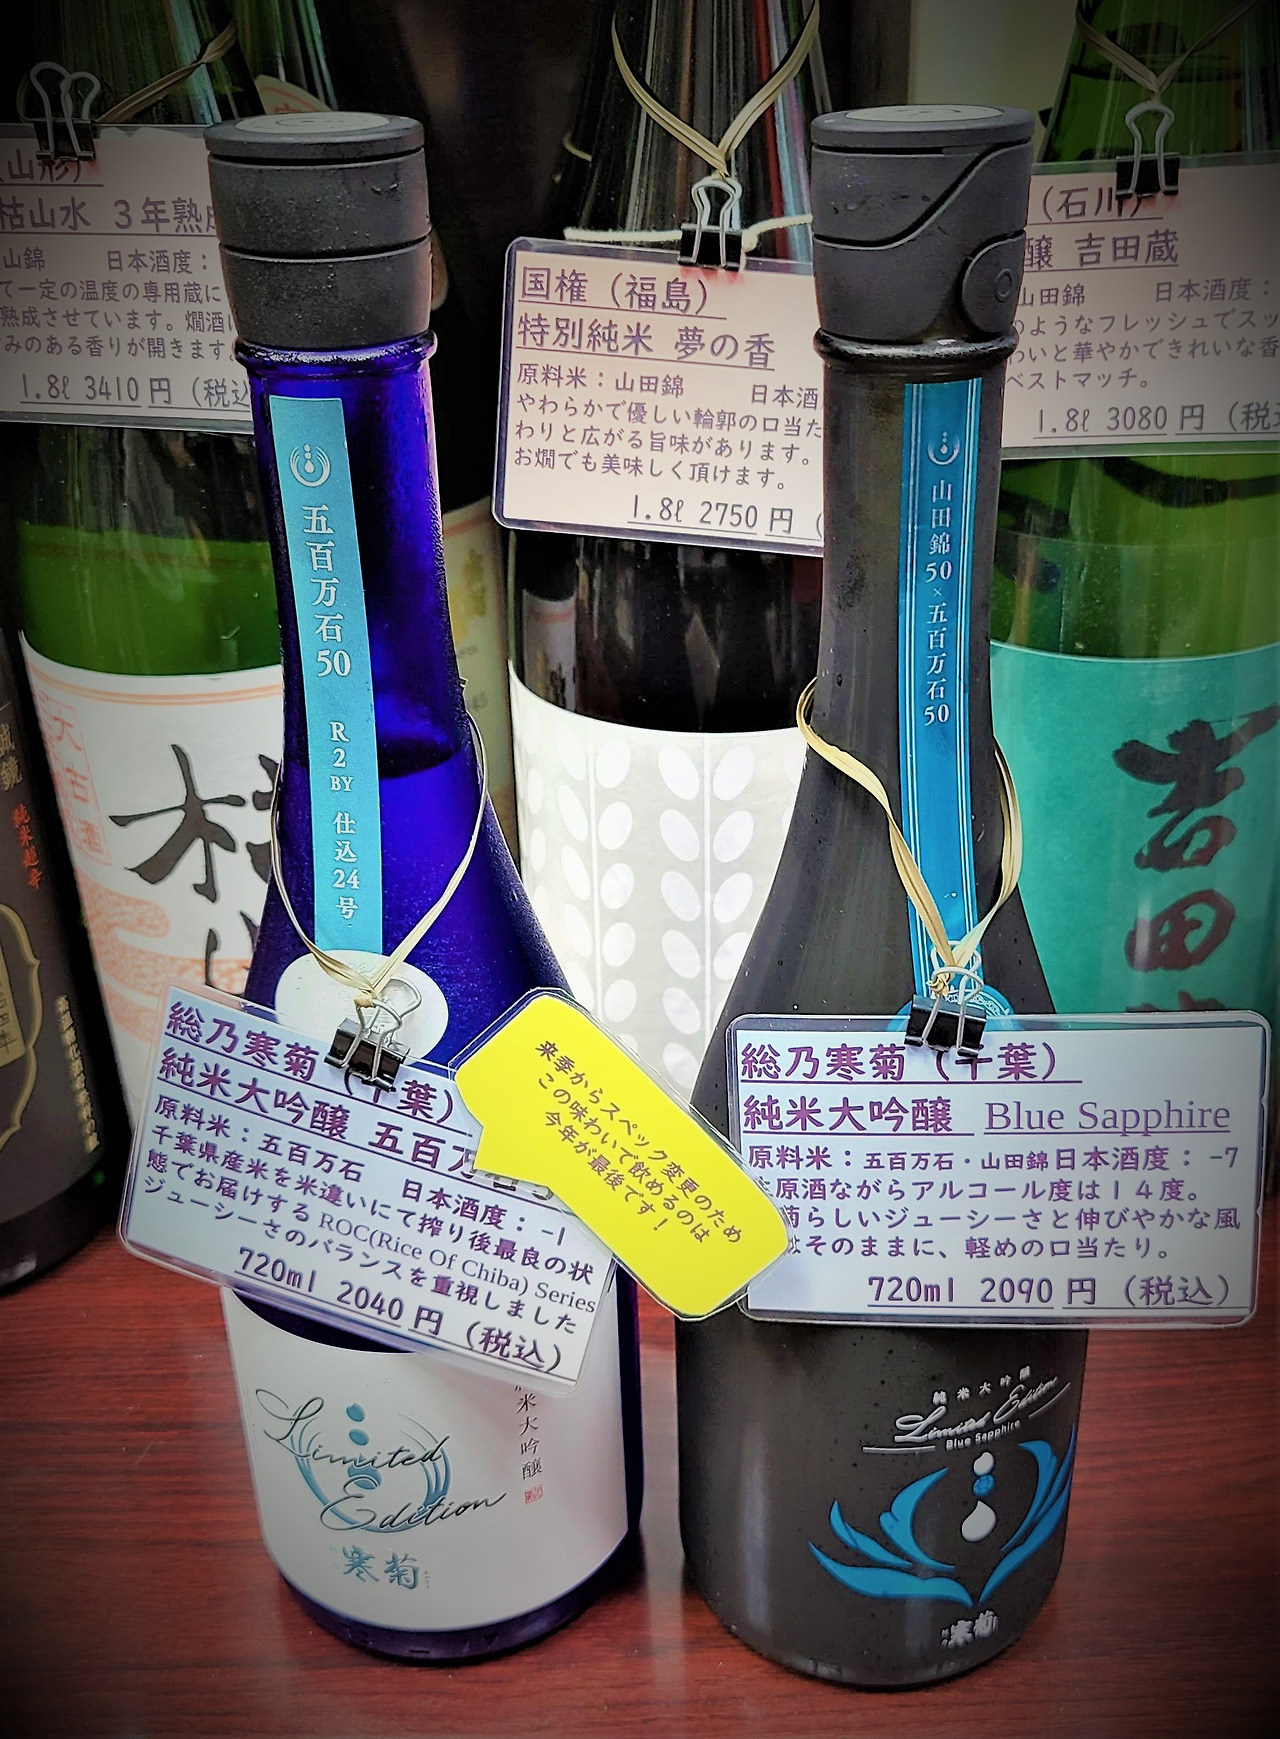 （山形）
枯山水 3年熟成
山錦 日本酒度：
て一定の温度の専用蔵に
熟成させています。燗酒に
みのある香りが開きます。
1.8ℓ 3410円（税込
国権（福島）
特別純米 夢の香
原料米：山田錦 日本酒
やわらかで優しい輪郭の口当た
わりと広がる旨味があります。
お燗でも美味しく頂けます。
1.8ℓ 2750円（
（石川）
醸 吉田蔵
山田錦 日本酒度：
のようなフレッシュでスッ
わいと華やかできれいな香
ベストマッチ。
1.8ℓ 3080円（税込
五百万石50
R2BY 仕込24号
山田錦50×五百万石50
吉田
総乃寒菊（千葉）
純米大吟醸 五百万石
原料米：五百万石 日本酒度：-1
千葉県産米を米違いにて搾り後最良の状
態でお届けする ROC(Rice Of Chiba) Series
ジューシーさのバランスを重視しました
720ml 2040円（税込）
来季からスペック変更のため
この味わいで飲めるのは
今年が最後です！
総乃寒菊（千葉）
純米大吟醸 Blue Sapphire
原料米：五百万石・山田錦日本酒度：-7
原酒ながらアルコール度は14度。
菊らしいジューシーさと伸びやかな風
はそのままに、軽めの口当たり。
720ml 2090円（税込）
Limited
Edition
米大吟醸
寒菊
純米大吟醸
Limited Edition
Blue Sapphire
寒菊